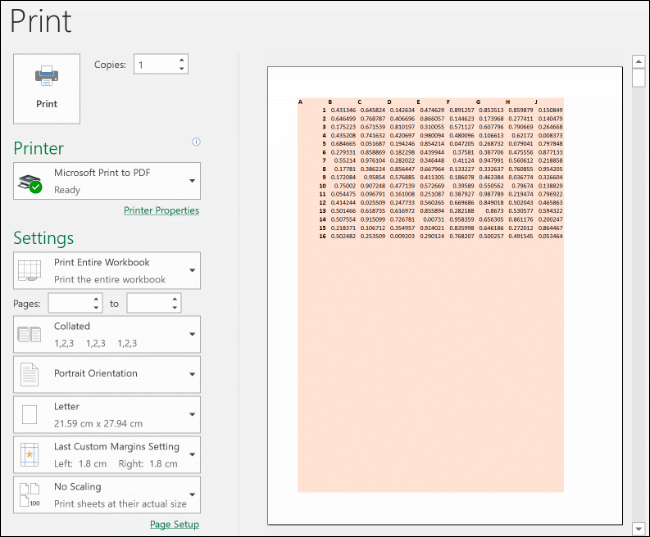 Print
Copies: 1
Print
Printer
Microsoft Print to PDF
Ready
Printer Properties
Settings
Print Entire Workbook
Print the entire workbook
Pages: to
Collated
1,2,3 1,2,3 1,2,3
Portrait Orientation
Letter
21.59 cm x 27.94 cm
Last Custom Margins Setting
Left: 1.8 cm Right: 1.8 cm
No Scaling
100 Print sheets at their actual size
Page Setup
A B C D E F G H J
1 0.431346 0.645824 0.142634 0.474629 0.891257 0.853513 0.859879 0.150849
2 0.646499 0.768787 0.406696 0.866057 0.144623 0.173968 0.277411 0.140479
3 0.175223 0.671539 0.810197 0.310055 0.571127 0.607796 0.790669 0.264668
4 0.435208 0.741632 0.420697 0.980094 0.480096 0.106613 0.62172 0.008373
5 0.684665 0.051687 0.194246 0.854214 0.047205 0.268732 0.079041 0.797848
6 0.279331 0.858869 0.182298 0.439944 0.37581 0.387706 0.475556 0.877133
7 0.55214 0.976104 0.282022 0.346448 0.41124 0.947991 0.560612 0.218858
8 0.17781 0.386224 0.856447 0.667964 0.133227 0.332637 0.760855 0.954205
9 0.172084 0.95854 0.576885 0.411305 0.186078 0.463384 0.036774 0.326604
10 0.75002 0.907248 0.477139 0.572669 0.39589 0.550562 0.79674 0.138829
11 0.054475 0.096791 0.161008 0.251087 0.387927 0.987789 0.219474 0.796922
12 0.414244 0.025509 0.247733 0.560265 0.669686 0.849018 0.502043 0.465863
13 0.501466 0.618735 0.616972 0.855894 0.282188 0.8673 0.530577 0.594322
14 0.507554 0.915099 0.726781 0.00731 0.958359 0.656305 0.861176 0.200247
15 0.218371 0.106712 0.354957 0.924021 0.835998 0.646186 0.272012 0.864467
16 0.502482 0.253509 0.009203 0.290124 0.768207 0.500257 0.491545 0.053464